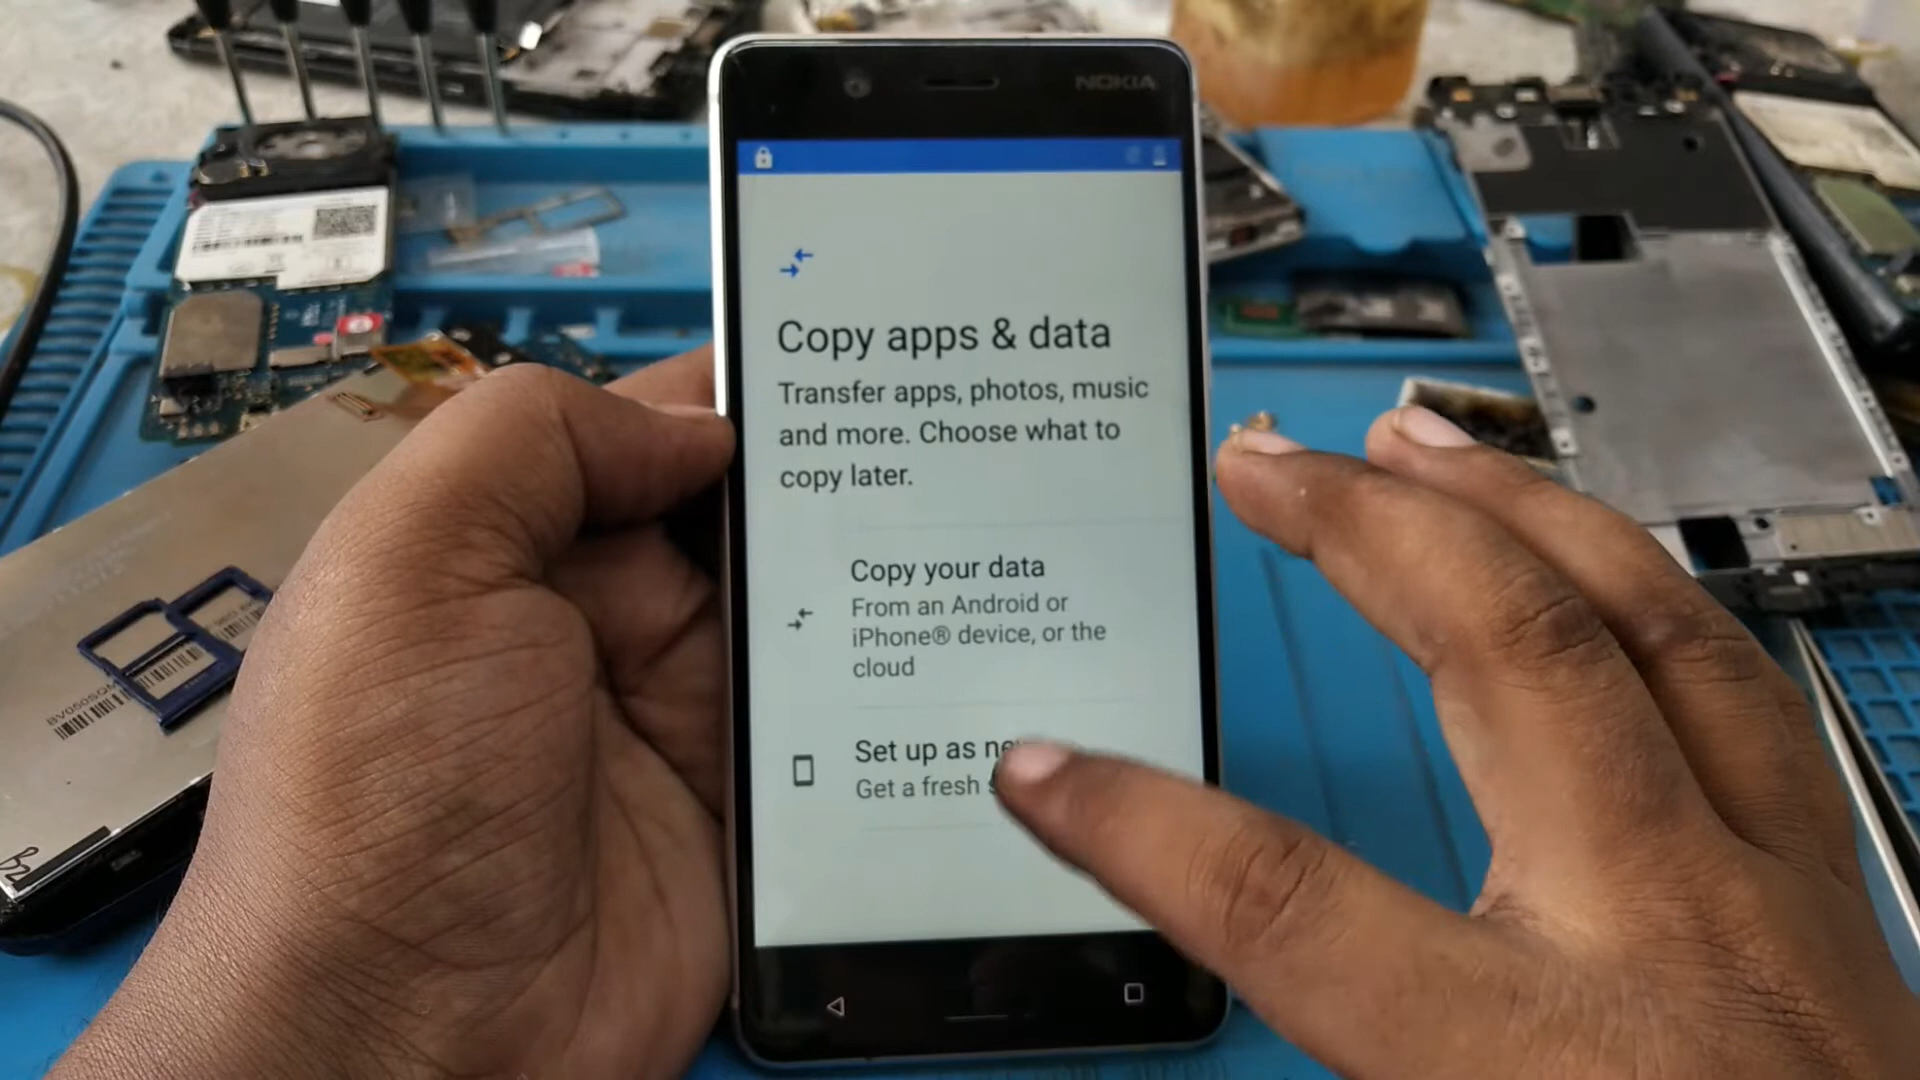 NOKIA
Copy apps & data
Transfer apps, photos, music
and more. Choose what to
copy later.
Copy your data
From an Android or
iPhone® device, or the
cloud
Set up as
Get a fresh
B2